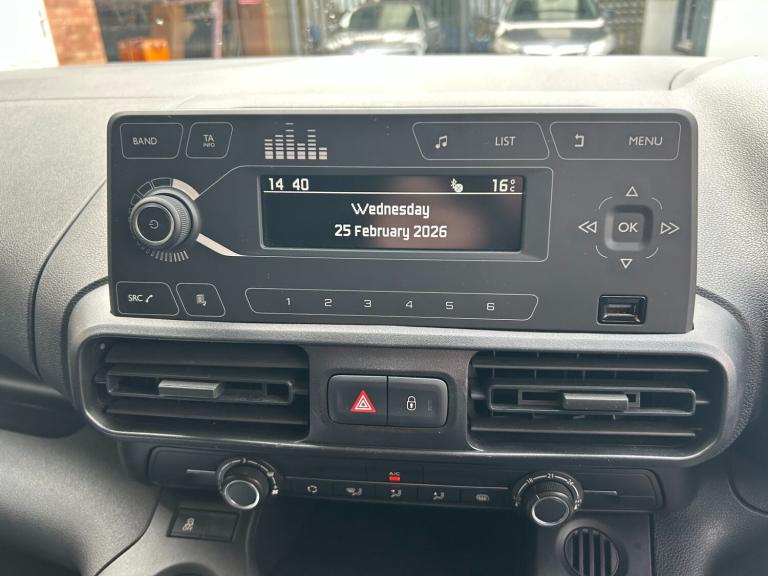 BAND
TA
INFO
LIST
MENU
14 40
16°C
Wednesday
25 February 2026
OK
SRC
1 2 3 4 5 6
A/C
OFF